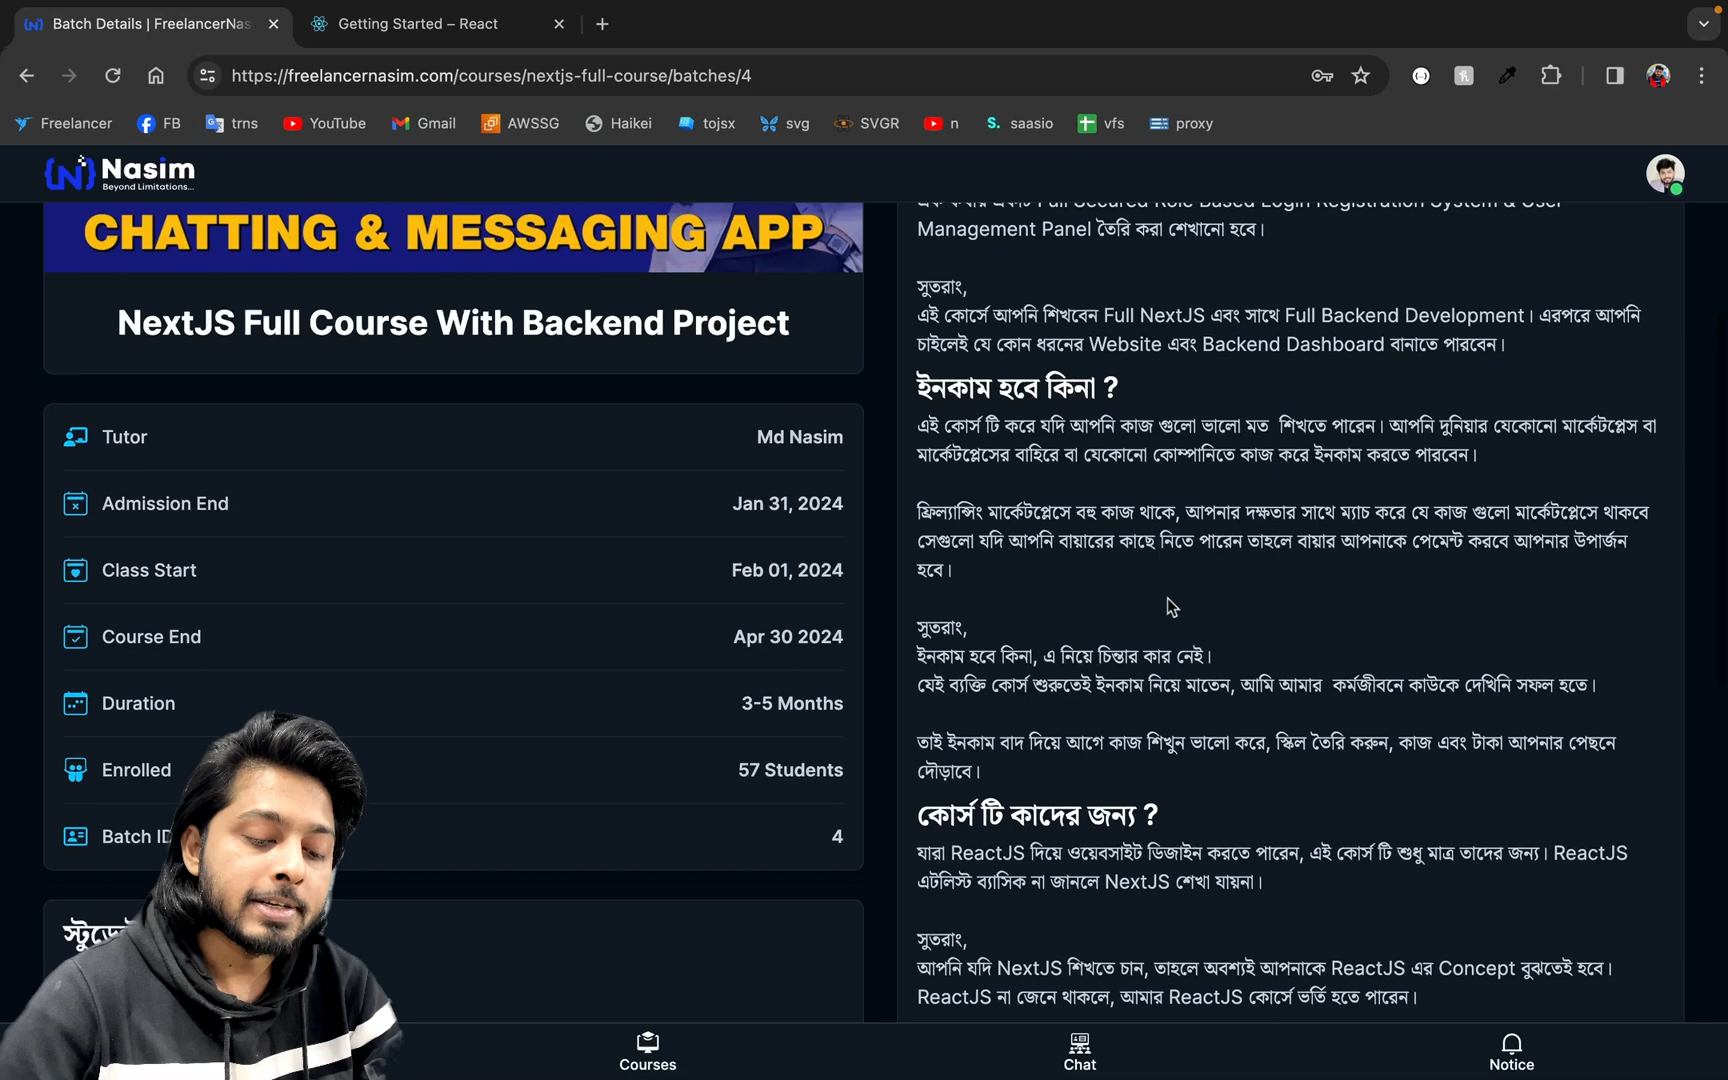 Batch Details | FreelancerNas
Getting Started – React
https://freelancernasim.com/courses/nextjs-full-course/batches/4
Freelancer
FB
trns
YouTube
Gmail
AWSSG
Haikei
tojsx
svg
SVGR
n
saasio
vfs
proxy
Nasim
Beyond Limitations...
CHATTING & MESSAGING APP
NextJS Full Course With Backend Project
Tutor Md Nasim
Admission End Jan 31, 2024
Class Start Feb 01, 2024
Course End Apr 30 2024
Duration 3-5 Months
Enrolled 57 Students
Batch ID 4
Full Secured Role Based Login Registration System & User
Management Panel তৈরি করা শেখানো হবে।
সুতরাং,
এই কোর্সে আপনি শিখবেন Full NextJS এবং সাথে Full Backend Development। এরপরে আপনি
চাইলেই যে কোন ধরনের Website এবং Backend Dashboard বানাতে পারবেন।
ইনকাম হবে কিনা ?
এই কোর্স টি করে যদি আপনি কাজ গুলো ভালো মত শিখতে পারেন। আপনি দুনিয়ার যেকোনো মার্কেটপ্লেস বা
মার্কেটপ্লেসের বাহিরে বা যেকোনো কোম্পানিতে কাজ করে ইনকাম করতে পারবেন।
ফ্রিল্যান্সিং মার্কেটপ্লেসে বহু কাজ থাকে, আপনার দক্ষতার সাথে ম্যাচ করে যে কাজ গুলো মার্কেটপ্লেসে থাকবে
সেগুলো যদি আপনি বায়ারের কাছে নিতে পারেন তাহলে বায়ার আপনাকে পেমেন্ট করবে আপনার উপার্জন
হবে।
সুতরাং,
ইনকাম হবে কিনা, এ নিয়ে চিন্তার কার নেই।
যেই ব্যক্তি কোর্স শুরুতেই ইনকাম নিয়ে মাতেন, আমি আমার কর্মজীবনে কাউকে দেখিনি সফল হতে।
তাই ইনকাম বাদ দিয়ে আগে কাজ শিখুন ভালো করে, স্কিল তৈরি করুন, কাজ এবং টাকা আপনার পেছনে
দৌড়াবে।
কোর্স টি কাদের জন্য ?
যারা ReactJS দিয়ে ওয়েবসাইট ডিজাইন করতে পারেন, এই কোর্স টি শুধু মাত্র তাদের জন্য। ReactJS
এটলিস্ট ব্যাসিক না জানলে NextJS শেখা যায়না।
সুতরাং,
আপনি যদি NextJS শিখতে চান, তাহলে অবশ্যই আপনাকে ReactJS এর Concept বুঝতেই হবে।
ReactJS না জেনে থাকলে, আমার ReactJS কোর্সে ভর্তি হতে পারেন।
Courses
Chat
Notice